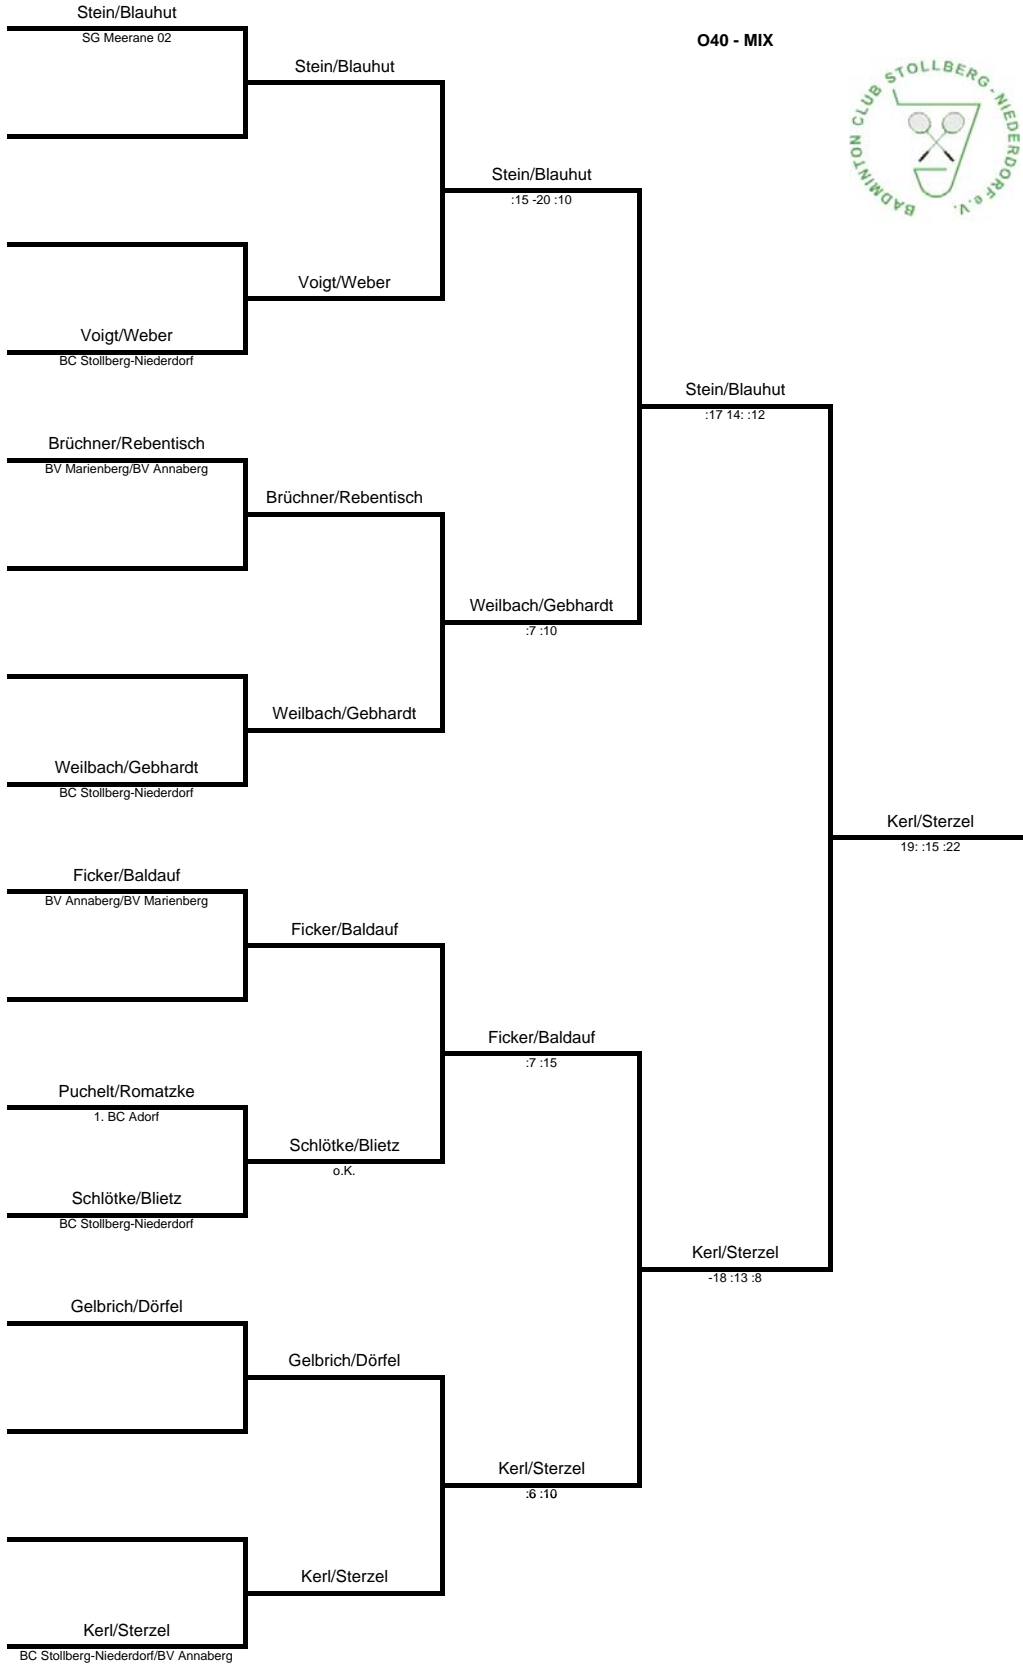 Stein/Blauhut
SG Meerane 02
O40 - MIX
BADMINTON CLUB STOLLBERG-NIEDERDORF e.V.
Stein/Blauhut
Stein/Blauhut
:15 -20 :10
Voigt/Weber
Voigt/Weber
BC Stollberg-Niederdorf
Stein/Blauhut
:17 14: :12
Brüchner/Rebentisch
BV Marienberg/BV Annaberg
Brüchner/Rebentisch
Weilbach/Gebhardt
:7 :10
Weilbach/Gebhardt
Weilbach/Gebhardt
BC Stollberg-Niederdorf
Kerl/Sterzel
19: :15 :22
Ficker/Baldauf
BV Annaberg/BV Marienberg
Ficker/Baldauf
Ficker/Baldauf
:7 :15
Puchelt/Romatzke
1. BC Adorf
Schlötke/Blietz
o.K.
Schlötke/Blietz
BC Stollberg-Niederdorf
Kerl/Sterzel
-18 :13 :8
Gelbrich/Dörfel
Gelbrich/Dörfel
Kerl/Sterzel
:6 :10
Kerl/Sterzel
Kerl/Sterzel
BC Stollberg-Niederdorf/BV Annaberg